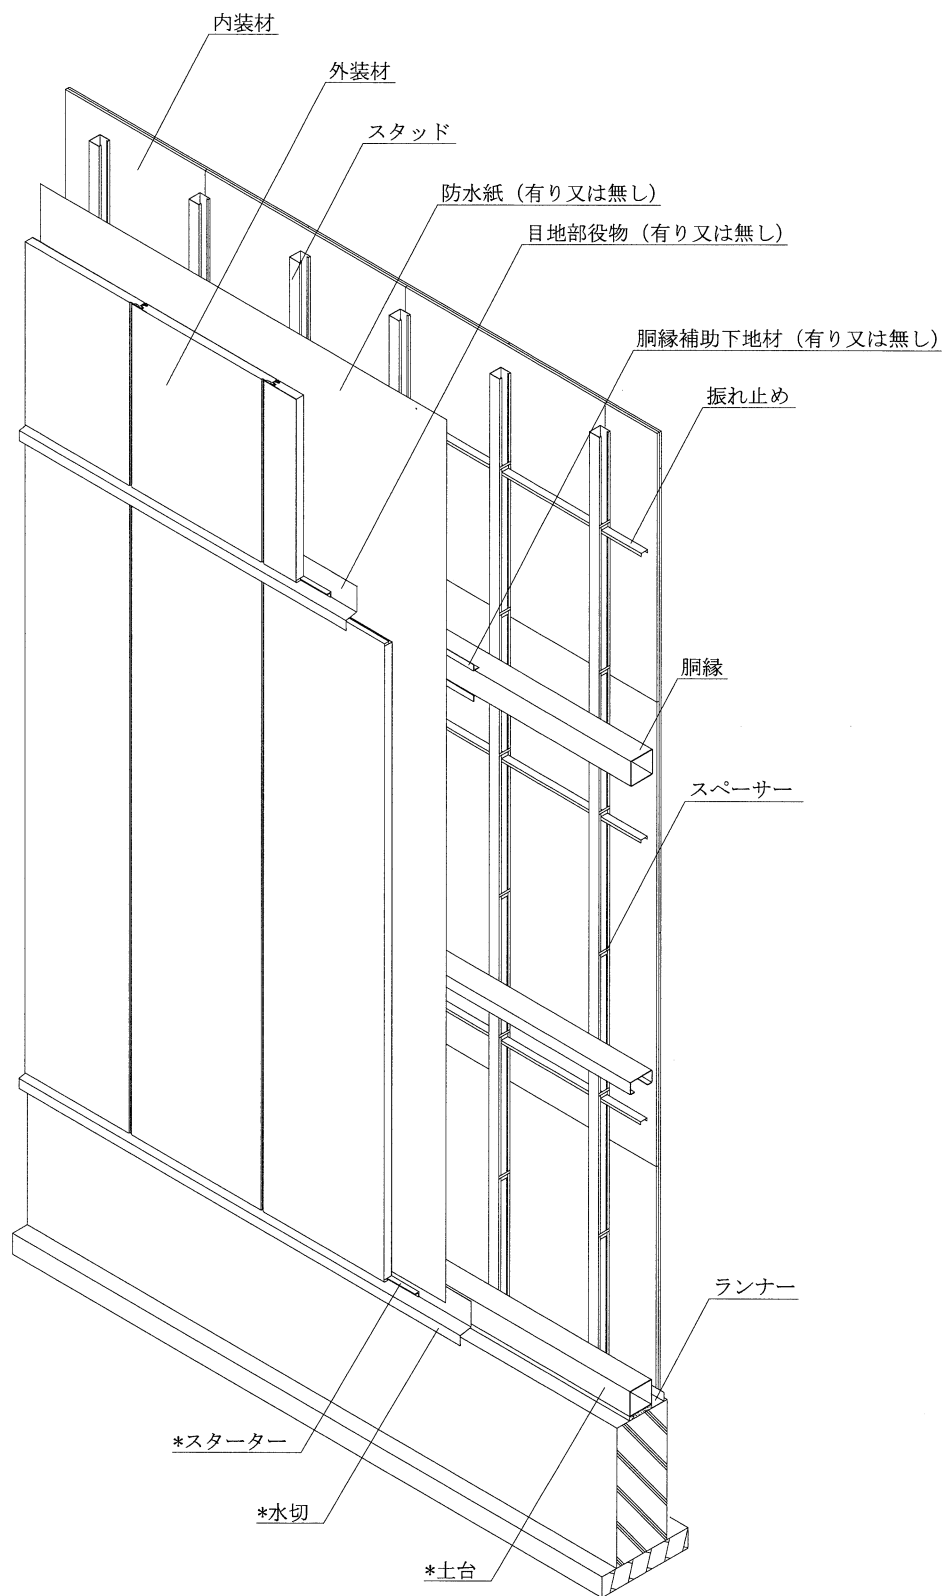 内装材
外装材
スタッド
防水紙（有り又は無し）
目地部役物（有り又は無し）
胴縁補助下地材（有り又は無し）
振れ止め
胴縁
スペーサー
ランナー
*スターター
*水切
*土台